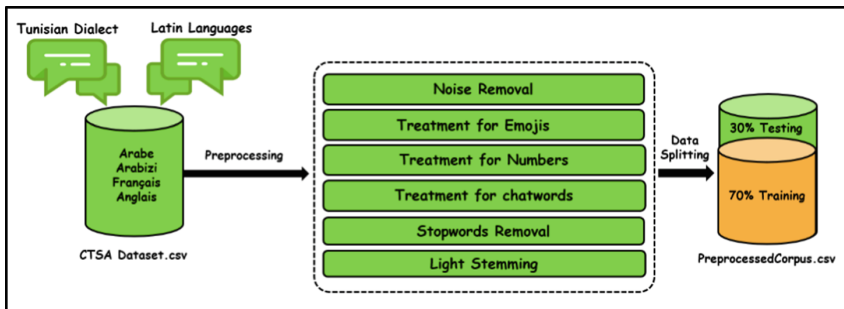 Tunisian Dialect
Latin Languages
Arabe
Arabizi
Français
Anglais
CTSA Dataset.csv
Preprocessing
Noise Removal
Treatment for Emojis
Treatment for Numbers
Treatment for chatwords
Stopwords Removal
Light Stemming
Data
Splitting
30% Testing
70% Training
PreprocessedCorpus.csv